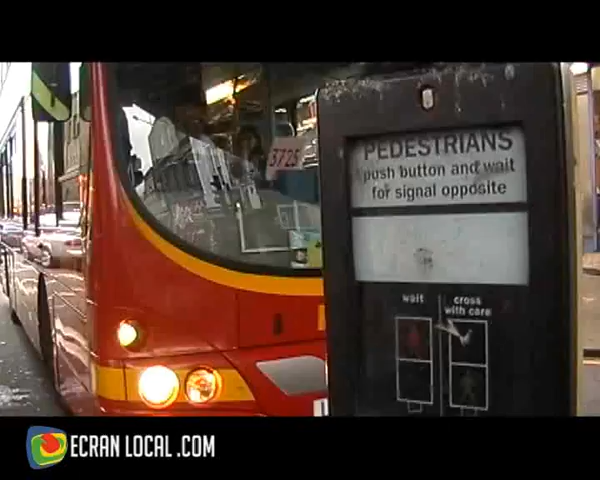 3725
PEDESTRIANS
push button and wait
for signal opposite
wait
cross
with care
ECRAN LOCAL.COM